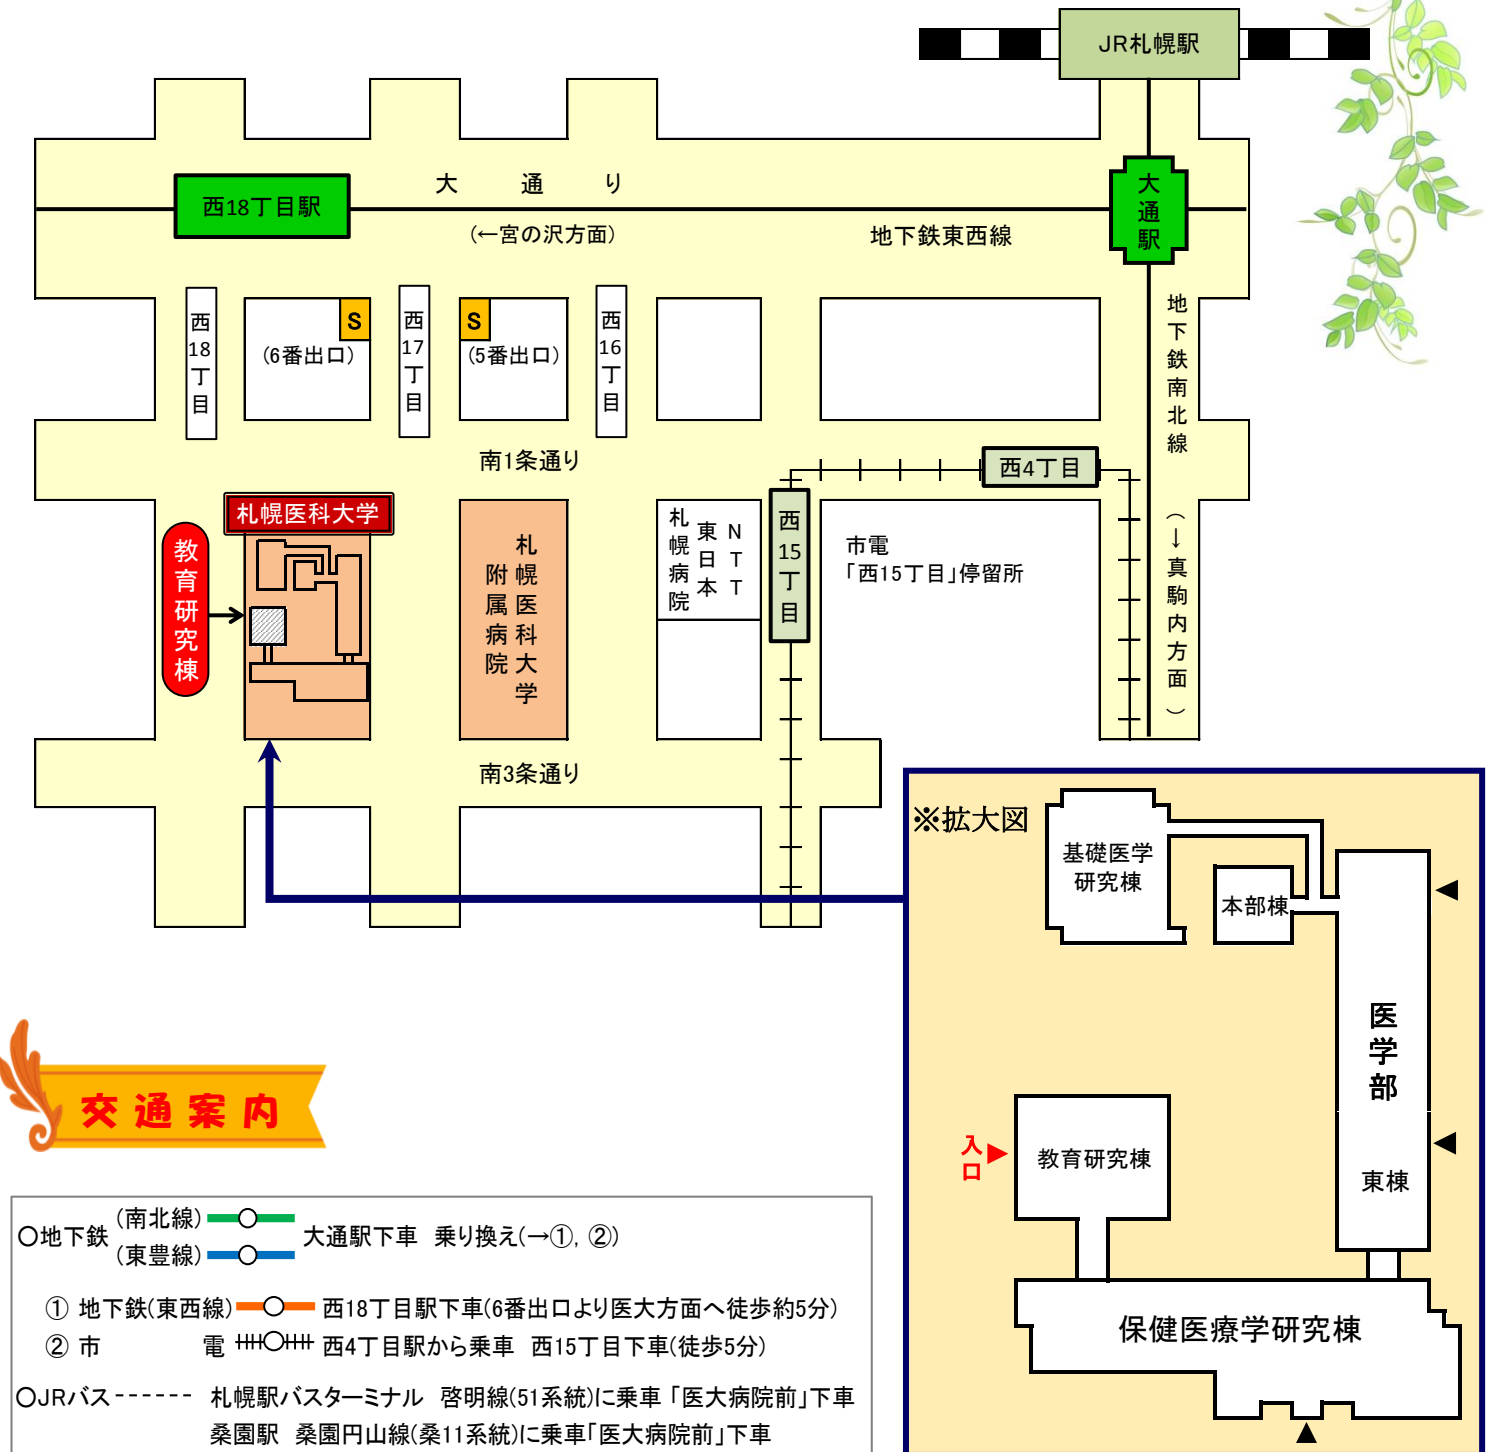 JR札幌駅
大通り
西18丁目駅
大通駅
(←宮の沢方面)
地下鉄東西線
地下鉄南北線
(→真駒内方面)
西18丁目
S
(6番出口)
西17丁目
S
(5番出口)
西16丁目
南1条通り
西4丁目
札幌医科大学
教育研究棟
札幌医科大学
附属病院
NTT
東日本
札幌病院
西15丁目
市電
「西15丁目」停留所
南3条通り
※拡大図
基礎医学
研究棟
本部棟
医学部
東棟
入口
教育研究棟
保健医療学研究棟
交通案内
○地下鉄 (南北線) 大通駅下車 乗り換え(→①, ②)
(東豊線)
① 地下鉄(東西線) 西18丁目駅下車(6番出口より医大方面へ徒歩約5分)
② 市電 西4丁目駅から乗車 西15丁目下車(徒歩5分)
○JRバス------ 札幌駅バスターミナル 啓明線(51系統)に乗車「医大病院前」下車
桑園駅 桑園円山線(桑11系統)に乗車「医大病院前」下車